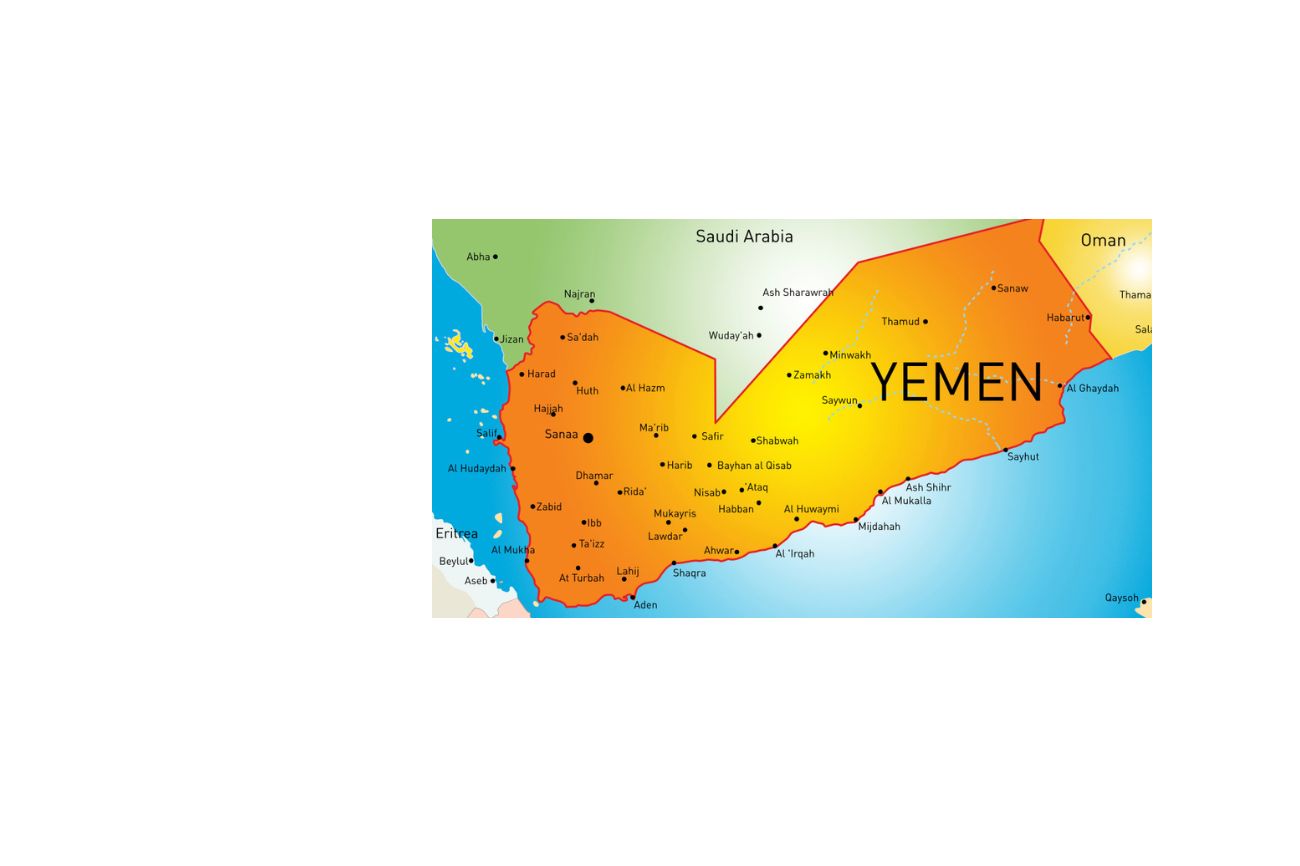 Saudi Arabia
Oman
Abha
Najran
Ash Sharawrah
Sanaw
Thama
Habarut
Thamud
Sala
Jizan
Sa'dah
Wuday'ah
Minwakh
YEMEN
Harad
Zamakh
Huth
Al Hazm
Al Ghaydah
Hajjah
Saywun
Salif
Sanaa
Ma'rib
Safir
Shabwah
Sayhut
Al Hudaydah
Harib
Bayhan al Qisab
Dhamar
Rida'
Nisab
'Ataq
Ash Shihr
Al Mukalla
Zabid
Mukayris
Habban
Al Huwaymi
Ibb
Mijdahah
Eritrea
Lawdar
Al Mukha
Ta'izz
Ahwar
Al 'Irqah
Beylul
Aseb
At Turbah
Lahij
Shaqra
Aden
Qaysoh